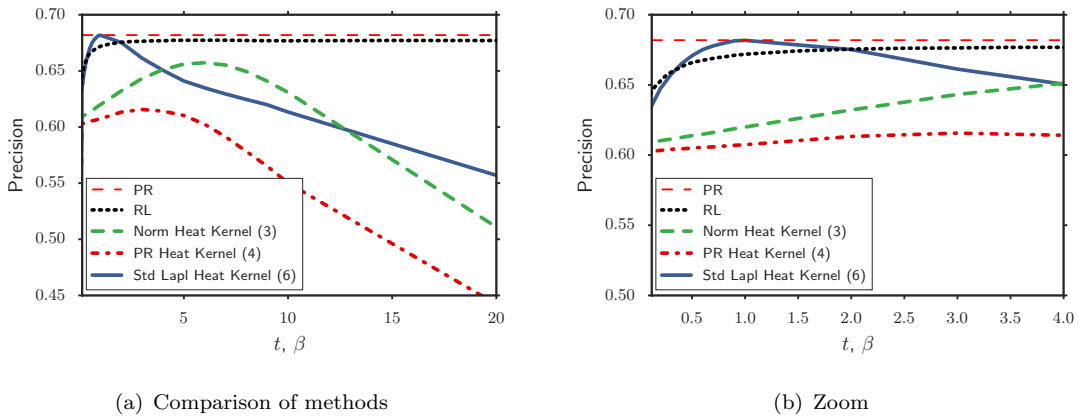 0.70
0.65
0.60
0.55
0.50
0.45
Precision
PR
RL
Norm Heat Kernel (3)
PR Heat Kernel (4)
Std Lapl Heat Kernel (6)
5
10
15
20
t, β
(a) Comparison of methods
0.70
0.65
0.60
0.55
0.50
Precision
PR
RL
Norm Heat Kernel (3)
PR Heat Kernel (4)
Std Lapl Heat Kernel (6)
0.5
1.0
1.5
2.0
2.5
3.0
3.5
4.0
t, β
(b) Zoom